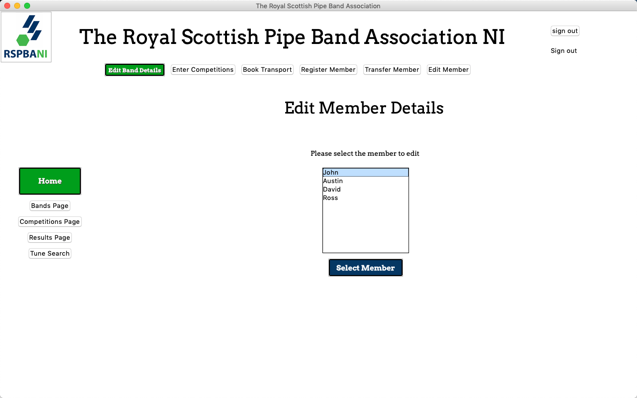 The Royal Scottish Pipe Band Association
RSPBANI
The Royal Scottish Pipe Band Association NI
sign out
Sign out
Edit Band Details
Enter Competitions
Book Transport
Register Member
Transfer Member
Edit Member
Edit Member Details
Please select the member to edit
John
Austin
David
Ross
Select Member
Home
Bands Page
Competitions Page
Results Page
Tune Search